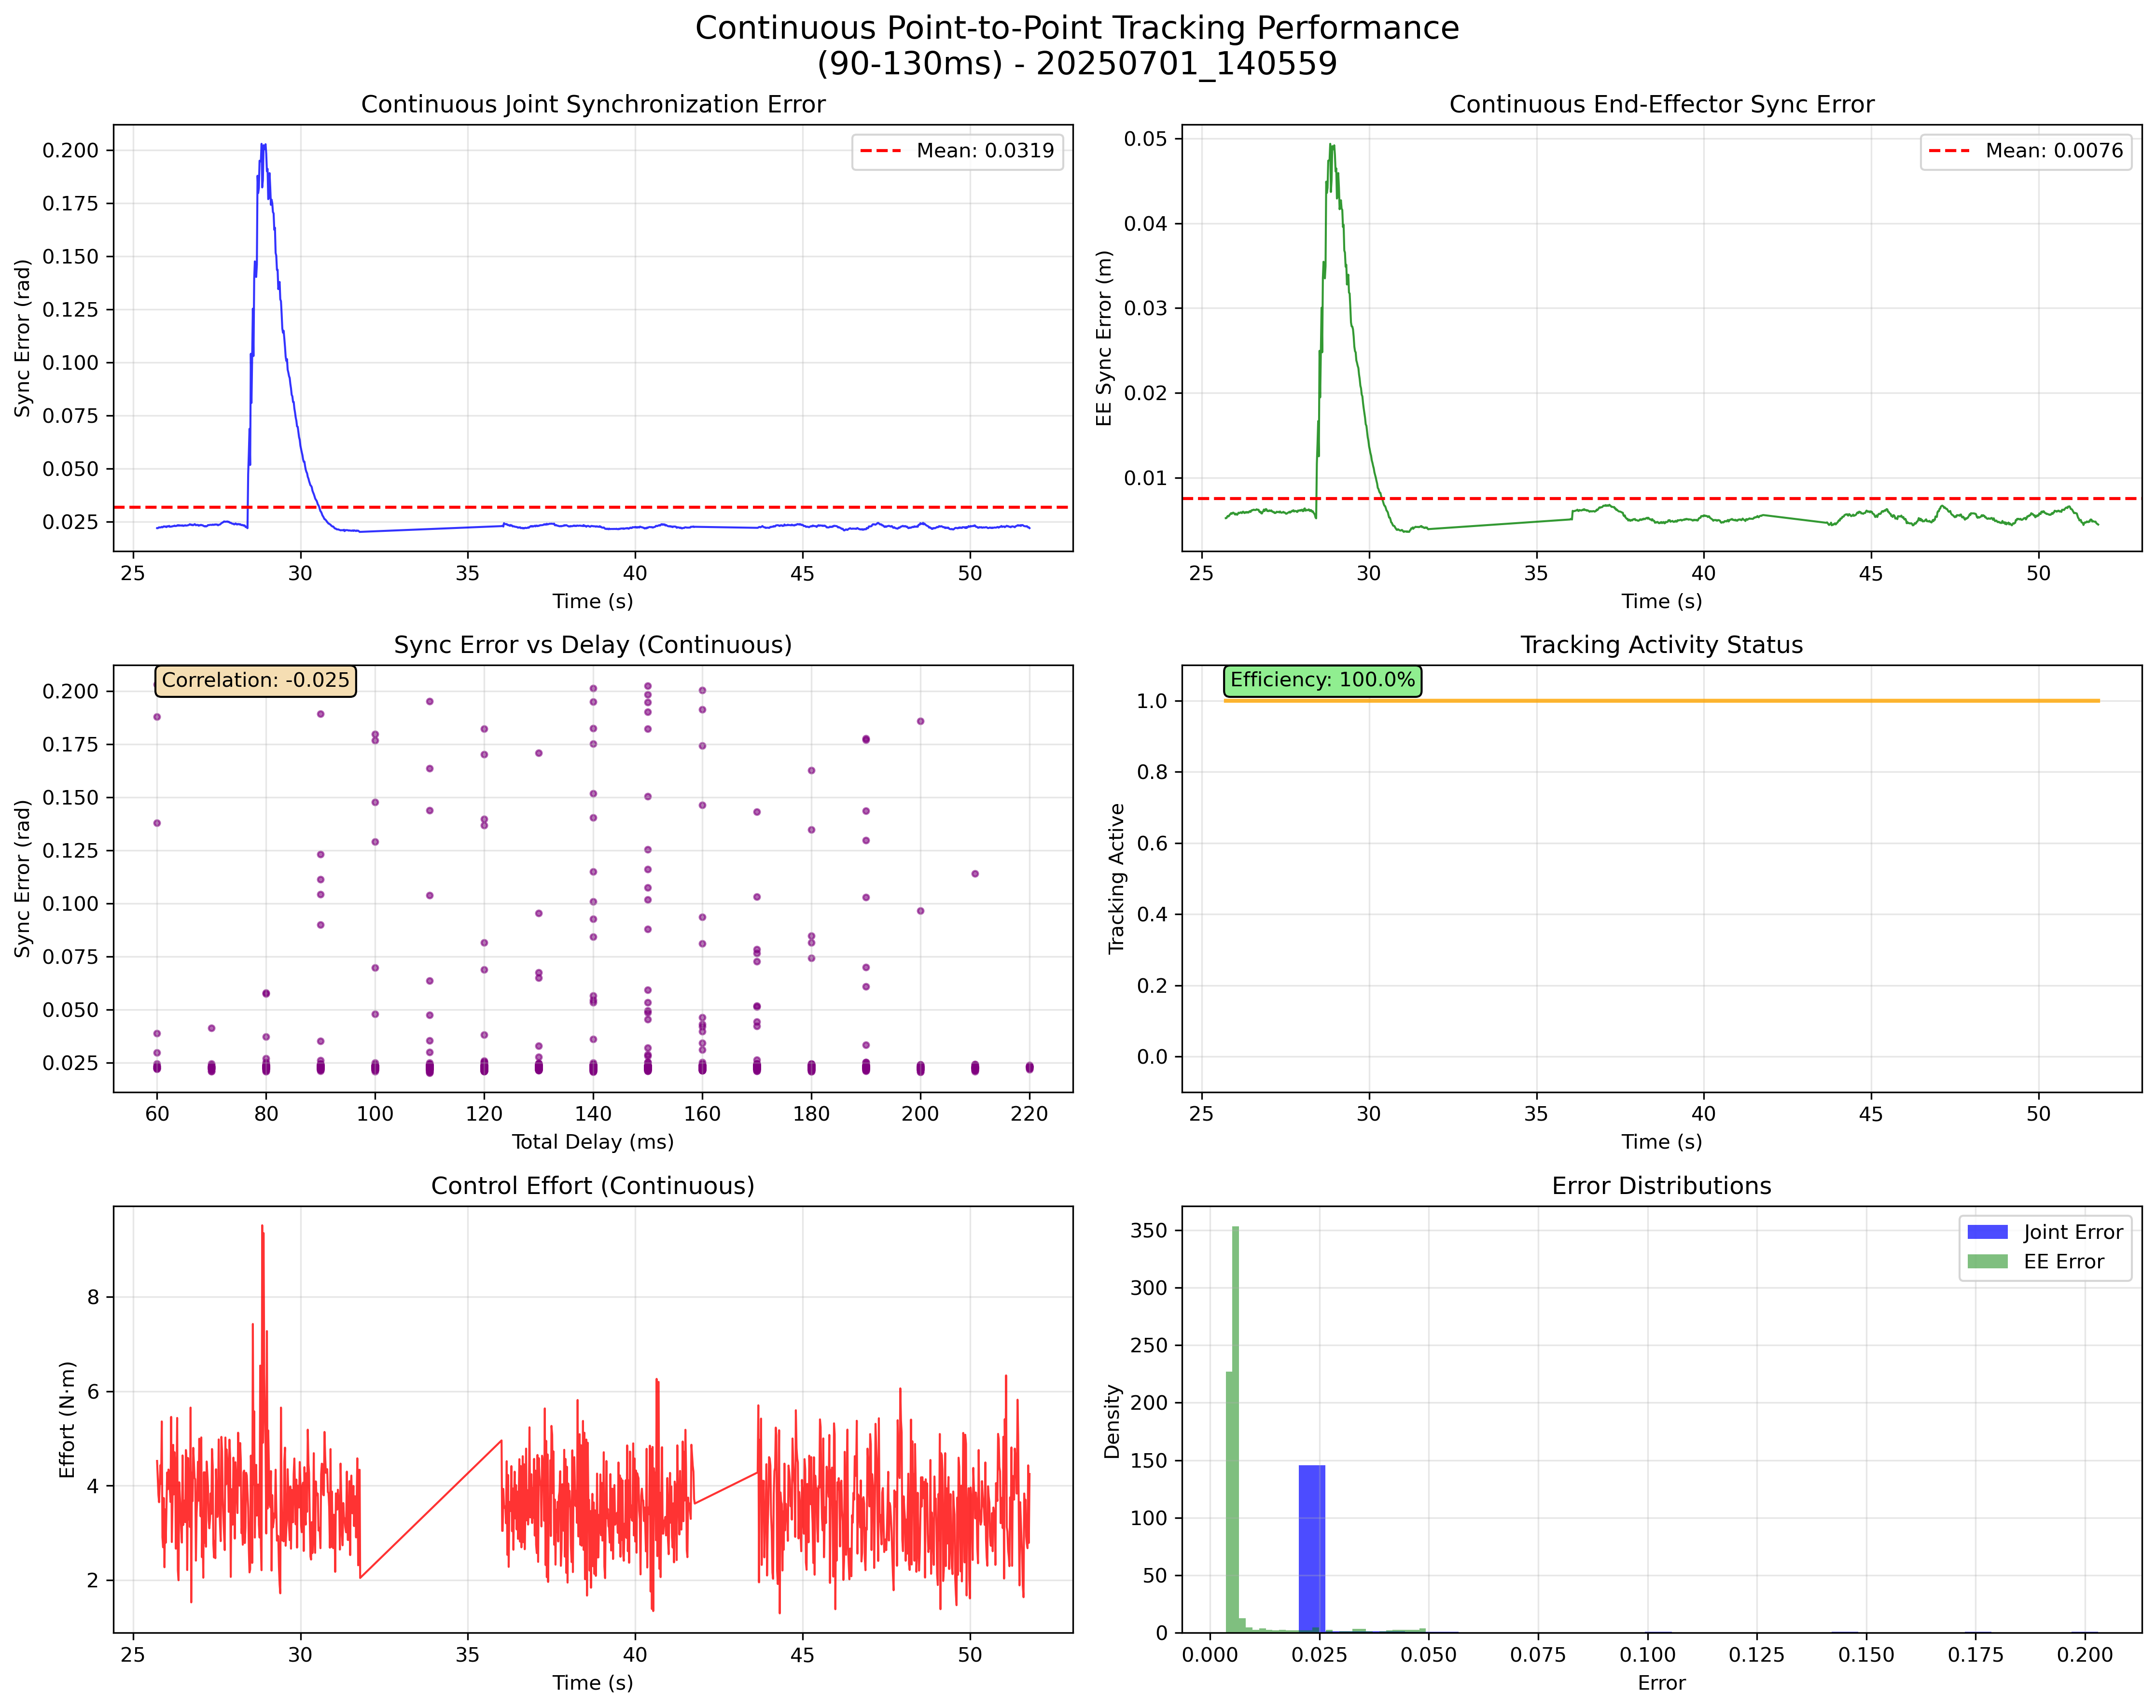 Continuous Point-to-Point Tracking Performance
(90-130ms) - 20250701_140559
Continuous Joint Synchronization Error
Sync Error (rad)
0.200
0.175
0.150
0.125
0.100
0.075
0.050
0.025
Mean: 0.0319
25 30 35 40 45 50
Time (s)
Continuous End-Effector Sync Error
EE Sync Error (m)
0.05
0.04
0.03
0.02
0.01
Mean: 0.0076
25 30 35 40 45 50
Time (s)
Sync Error vs Delay (Continuous)
Correlation: -0.025
Sync Error (rad)
0.200
0.175
0.150
0.125
0.100
0.075
0.050
0.025
60 80 100 120 140 160 180 200 220
Total Delay (ms)
Tracking Activity Status
Efficiency: 100.0%
Tracking Active
1.0
0.8
0.6
0.4
0.2
0.0
25 30 35 40 45 50
Time (s)
Control Effort (Continuous)
Effort (N·m)
8
6
4
2
25 30 35 40 45 50
Time (s)
Error Distributions
Joint Error
EE Error
Density
350
300
250
200
150
100
50
0
0.000 0.025 0.050 0.075 0.100 0.125 0.150 0.175 0.200
Error